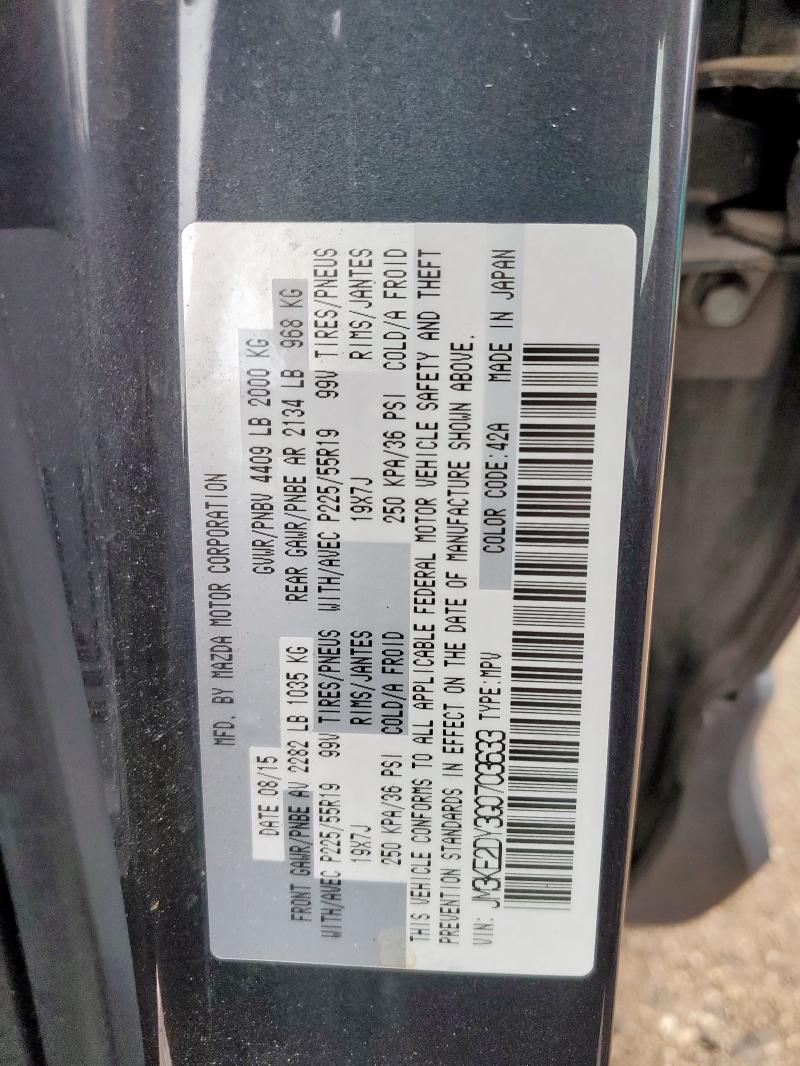 MFD. BY MAZDA MOTOR CORPORATION
DATE 08/15 GVWR/PNBV 4409 LB 2000 KG
FRONT GAWR/PNBE AV 2282 LB 1035 KG REAR GAWR/PNBE AR 2134 LB 968 KG
WITH/AVEC P225/55R19 99V TIRES/PNEUS WITH/AVEC P225/55R19 99V TIRES/PNEUS
19X7J RIMS/JANTES 19X7J RIMS/JANTES
250 KPA/36 PSI COLD/A FROID 250 KPA/36 PSI COLD/A FROID
THIS VEHICLE CONFORMS TO ALL APPLICABLE FEDERAL MOTOR VEHICLE SAFETY AND THEFT
PREVENTION STANDARDS IN EFFECT ON THE DATE OF MANUFACTURE SHOWN ABOVE.
VIN: JM3KE2DV3G0703633 TYPE:MPV COLOR CODE:42A MADE IN JAPAN